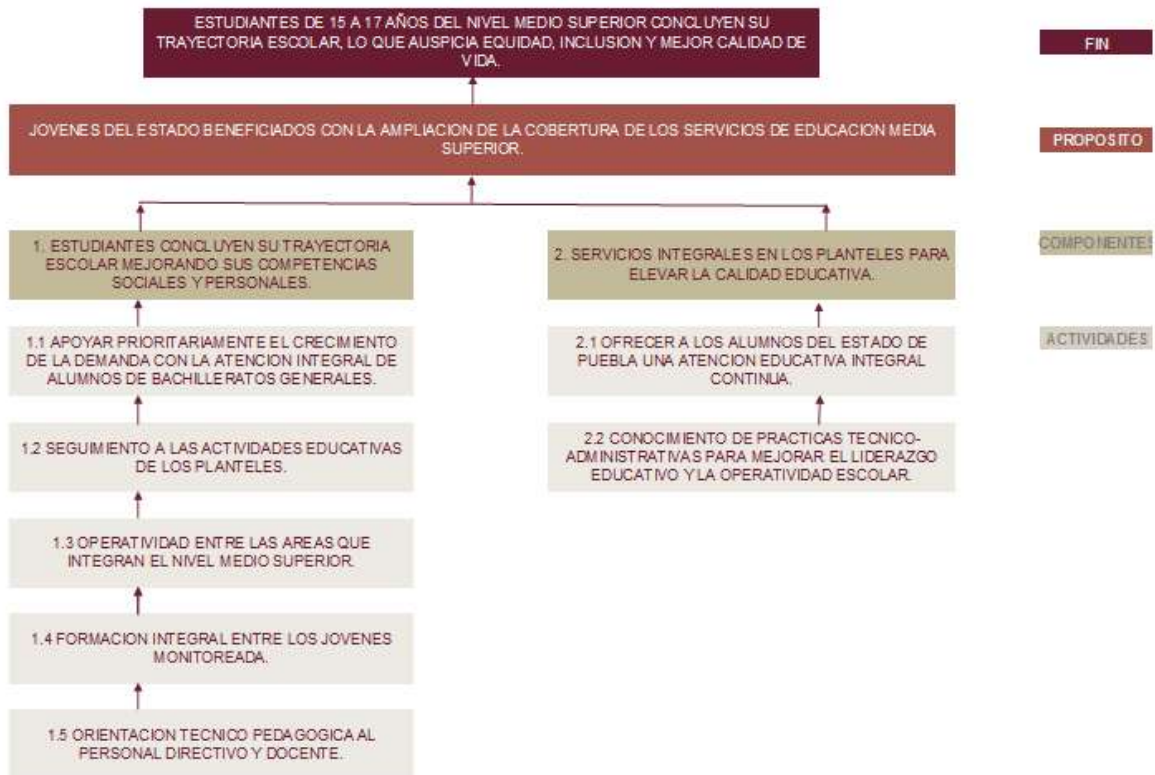 ESTUDIANTES DE 15 A 17 AÑOS DEL NIVEL MEDIO SUPERIOR CONCLUYEN SU
TRAYECTORIA ESCOLAR, LO QUE AUSPICIA EQUIDAD, INCLUSION Y MEJOR CALIDAD DE
VIDA.
FIN
JOVENES DEL ESTADO BENEFICIADOS CON LA AMPLIACION DE LA COBERTURA DE LOS SERVICIOS DE EDUCACION MEDIA
SUPERIOR.
PROPOSITO
1. ESTUDIANTES CONCLUYEN SU TRAYECTORIA
ESCOLAR MEJORANDO SUS COMPETENCIAS
SOCIALES Y PERSONALES.
2. SERVICIOS INTEGRALES EN LOS PLANTELES PARA
ELEVAR LA CALIDAD EDUCATIVA.
COMPONENTES
1.1 APOYAR PRIORITARIAMENTE EL CRECIMIENTO
DE LA DEMANDA CON LA ATENCION INTEGRAL DE
ALUMNOS DE BACHILLERATOS GENERALES.
2.1 OFRECER A LOS ALUMNOS DEL ESTADO DE
PUEBLA UNA ATENCION EDUCATIVA INTEGRAL
CONTINUA.
ACTIVIDADES
1.2 SEGUIMIENTO A LAS ACTIVIDADES EDUCATIVAS
DE LOS PLANTELES.
2.2 CONOCIMIENTO DE PRACTICAS TECNICO-
ADMINISTRATIVAS PARA MEJORAR EL LIDERAZGO
EDUCATIVO Y LA OPERATIVIDAD ESCOLAR.
1.3 OPERATIVIDAD ENTRE LAS AREAS QUE
INTEGRAN EL NIVEL MEDIO SUPERIOR.
1.4 FORMACION INTEGRAL ENTRE LOS JOVENES
MONITOREADA.
1.5 ORIENTACION TECNICO PEDAGOGICA AL
PERSONAL DIRECTIVO Y DOCENTE.